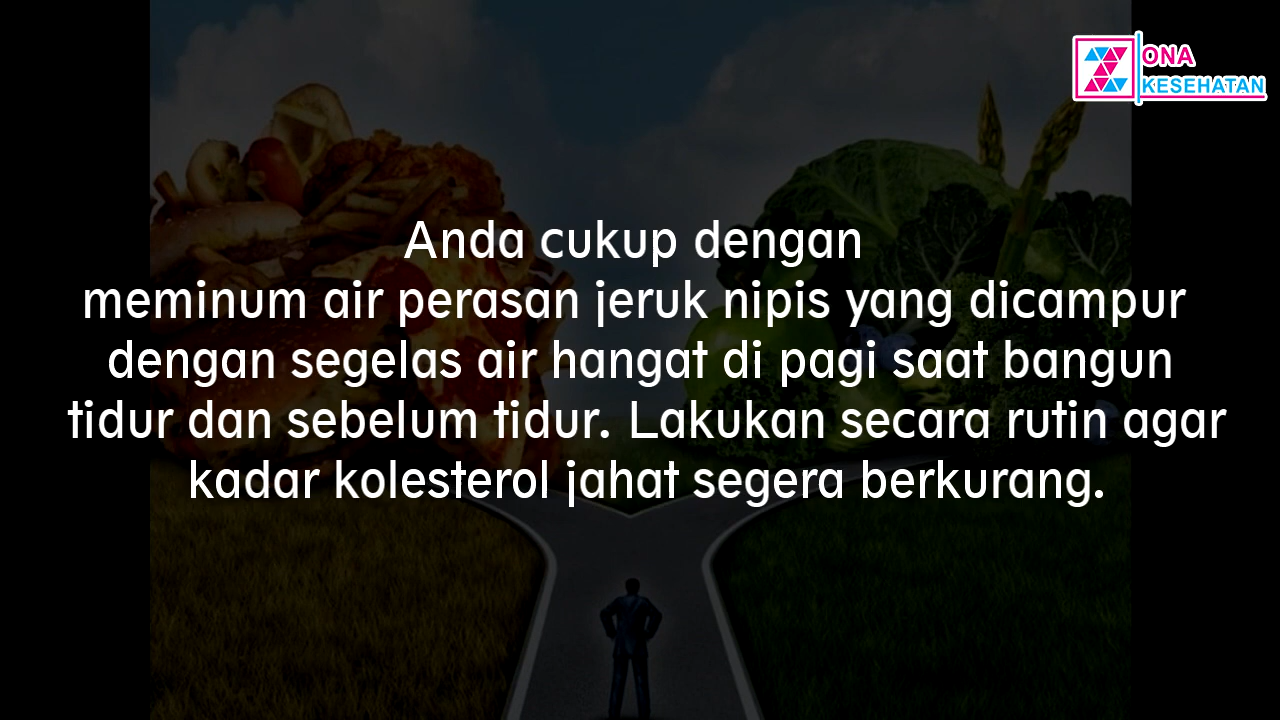 ZONA
KESEHATAN
Anda cukup dengan
meminum air perasan jeruk nipis yang dicampur
dengan segelas air hangat di pagi saat bangun
tidur dan sebelum tidur. Lakukan secara rutin agar
kadar kolesterol jahat segera berkurang.